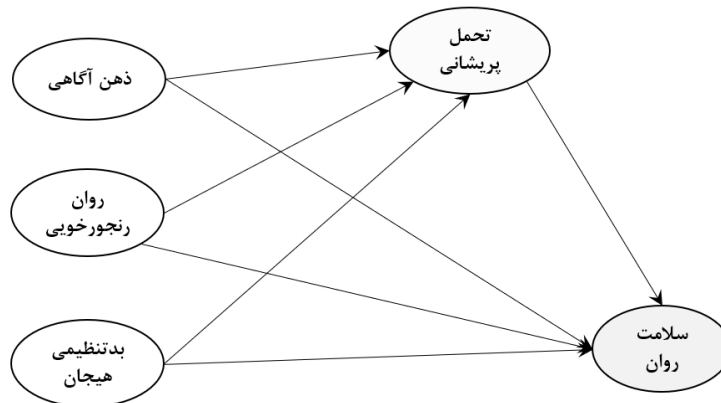 تحمل
پریشانی
ذهن آگاهی
روان
رنجورخویی
بدتنظیمی
هیجان
سلامت
روان